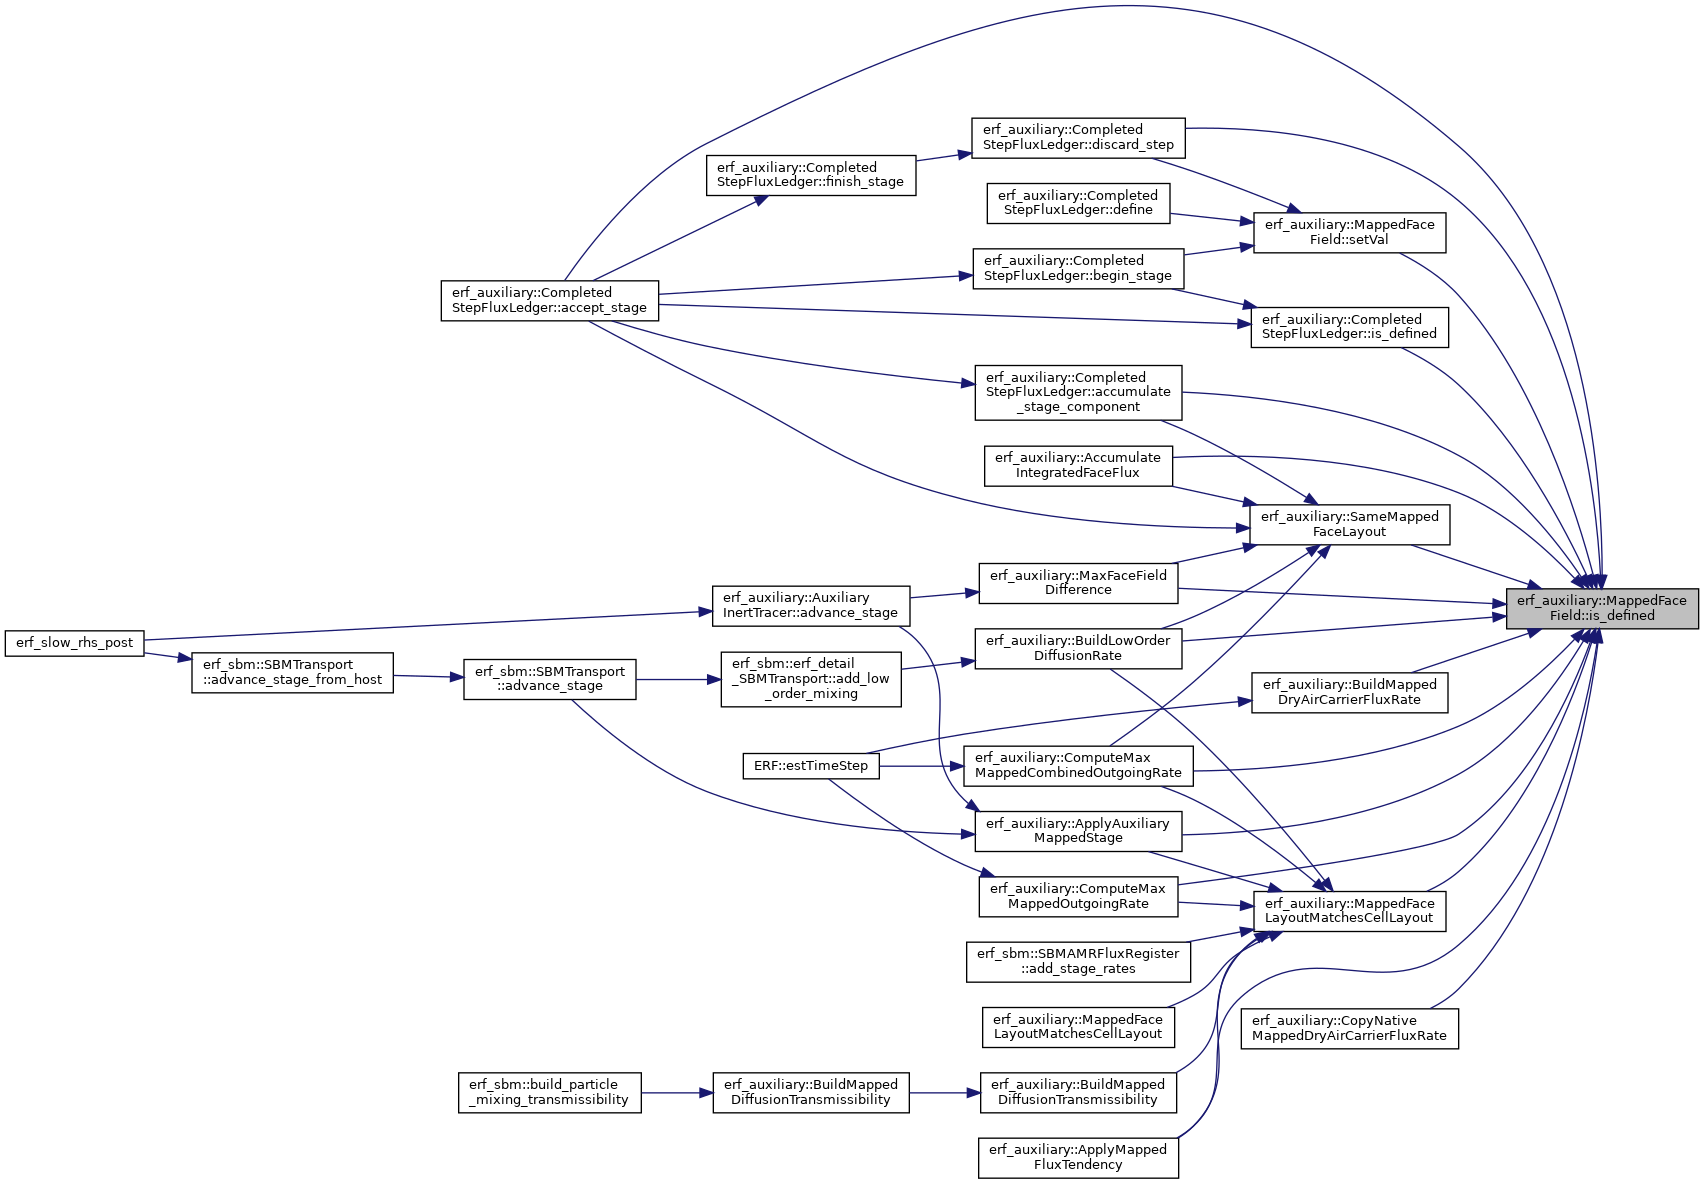 erf_auxiliary::Completed
StepFluxLedger::discard_step
erf_auxiliary::Completed
StepFluxLedger::finish_stage
erf_auxiliary::Completed
StepFluxLedger::define
erf_auxiliary::MappedFace
Field::setVal
erf_auxiliary::Completed
StepFluxLedger::begin_stage
erf_auxiliary::Completed
StepFluxLedger::accept_stage
erf_auxiliary::Completed
StepFluxLedger::is_defined
erf_auxiliary::Completed
StepFluxLedger::accumulate
_stage_component
erf_auxiliary::Accumulate
IntegratedFaceFlux
erf_auxiliary::SameMapped
FaceLayout
erf_auxiliary::MaxFaceField
Difference
erf_auxiliary::Auxiliary
InertTracer::advance_stage
erf_auxiliary::MappedFace
Field::is_defined
erf_slow_rhs_post
erf_auxiliary::BuildLowOrder
DiffusionRate
erf_sbm::SBMTransport
::advance_stage_from_host
erf_sbm::SBMTransport
::advance_stage
erf_sbm::erf_detail
_SBMTransport::add_low
_order_mixing
erf_auxiliary::BuildMapped
DryAirCarrierFluxRate
ERF::estTimeStep
erf_auxiliary::ComputeMax
MappedCombinedOutgoingRate
erf_auxiliary::ApplyAuxiliary
MappedStage
erf_auxiliary::ComputeMax
MappedOutgoingRate
erf_auxiliary::MappedFace
LayoutMatchesCellLayout
erf_sbm::SBMAMRFluxRegister
::add_stage_rates
erf_auxiliary::MappedFace
LayoutMatchesCellLayout
erf_auxiliary::CopyNative
MappedDryAirCarrierFluxRate
erf_sbm::build_particle
_mixing_transmissibility
erf_auxiliary::BuildMapped
DiffusionTransmissibility
erf_auxiliary::BuildMapped
DiffusionTransmissibility
erf_auxiliary::ApplyMapped
FluxTendency